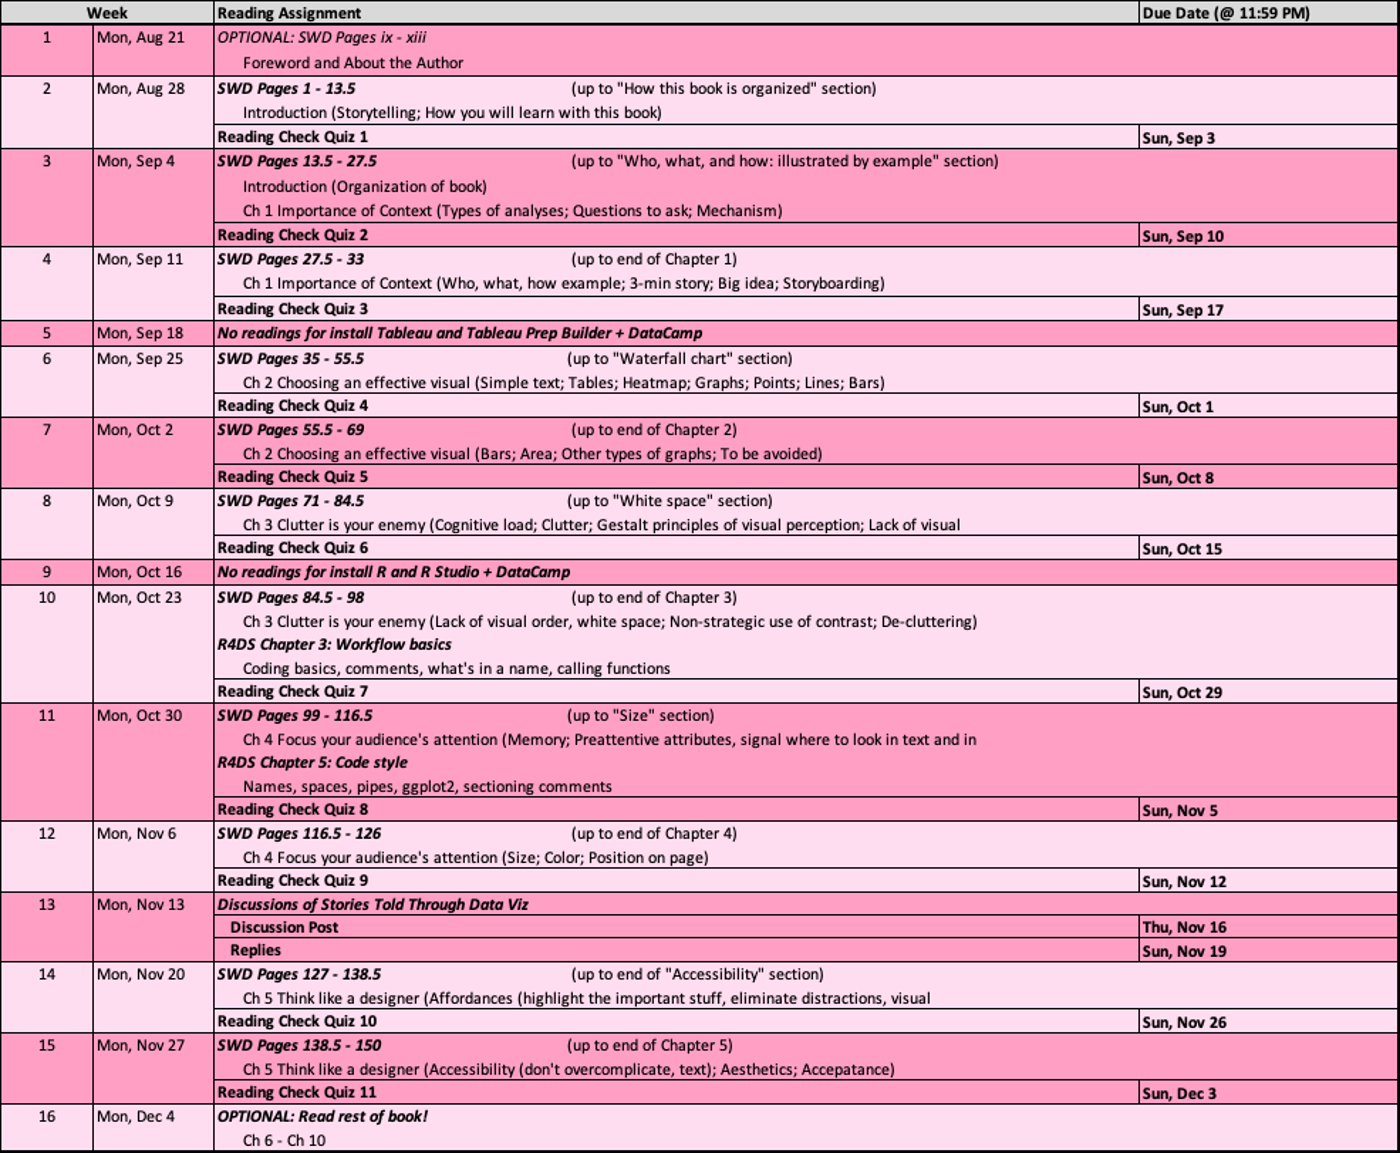 Week Reading Assignment Due Date (@ 11:59 PM)
1 Mon, Aug 21 OPTIONAL: SWD Pages ix - xiii
Foreword and About the Author
2 Mon, Aug 28 SWD Pages 1 - 13.5 (up to "How this book is organized" section)
Introduction (Storytelling; How you will learn with this book)
Reading Check Quiz 1 Sun, Sep 3
3 Mon, Sep 4 SWD Pages 13.5 - 27.5 (up to "Who, what, and how: illustrated by example" section)
Introduction (Organization of book)
Ch 1 Importance of Context (Types of analyses; Questions to ask; Mechanism)
Reading Check Quiz 2 Sun, Sep 10
4 Mon, Sep 11 SWD Pages 27.5 - 33 (up to end of Chapter 1)
Ch 1 Importance of Context (Who, what, how example; 3-min story; Big idea; Storyboarding)
Reading Check Quiz 3 Sun, Sep 17
5 Mon, Sep 18 No readings for install Tableau and Tableau Prep Builder + DataCamp
6 Mon, Sep 25 SWD Pages 35 - 55.5 (up to "Waterfall chart" section)
Ch 2 Choosing an effective visual (Simple text; Tables; Heatmap; Graphs; Points; Lines; Bars)
Reading Check Quiz 4 Sun, Oct 1
7 Mon, Oct 2 SWD Pages 55.5 - 69 (up to end of Chapter 2)
Ch 2 Choosing an effective visual (Bars; Area; Other types of graphs; To be avoided)
Reading Check Quiz 5 Sun, Oct 8
8 Mon, Oct 9 SWD Pages 71 - 84.5 (up to "White space" section)
Ch 3 Clutter is your enemy (Cognitive load; Clutter; Gestalt principles of visual perception; Lack of visual
Reading Check Quiz 6 Sun, Oct 15
9 Mon, Oct 16 No readings for install R and R Studio + DataCamp
10 Mon, Oct 23 SWD Pages 84.5 - 98 (up to end of Chapter 3)
Ch 3 Clutter is your enemy (Lack of visual order, white space; Non-strategic use of contrast; De-cluttering)
R4DS Chapter 3: Workflow basics
Coding basics, comments, what's in a name, calling functions
Reading Check Quiz 7 Sun, Oct 29
11 Mon, Oct 30 SWD Pages 99 - 116.5 (up to "Size" section)
Ch 4 Focus your audience's attention (Memory; Preattentive attributes, signal where to look in text and in
R4DS Chapter 5: Code style
Names, spaces, pipes, ggplot2, sectioning comments
Reading Check Quiz 8 Sun, Nov 5
12 Mon, Nov 6 SWD Pages 116.5 - 126 (up to end of Chapter 4)
Ch 4 Focus your audience's attention (Size; Color; Position on page)
Reading Check Quiz 9 Sun, Nov 12
13 Mon, Nov 13 Discussions of Stories Told Through Data Viz
Discussion Post Thu, Nov 16
Replies Sun, Nov 19
14 Mon, Nov 20 SWD Pages 127 - 138.5 (up to end of "Accessibility" section)
Ch 5 Think like a designer (Affordances (highlight the important stuff, eliminate distractions, visual
Reading Check Quiz 10 Sun, Nov 26
15 Mon, Nov 27 SWD Pages 138.5 - 150 (up to end of Chapter 5)
Ch 5 Think like a designer (Accessibility (don't overcomplicate, text); Aesthetics; Accepatance)
Reading Check Quiz 11 Sun, Dec 3
16 Mon, Dec 4 OPTIONAL: Read rest of book!
Ch 6 - Ch 10